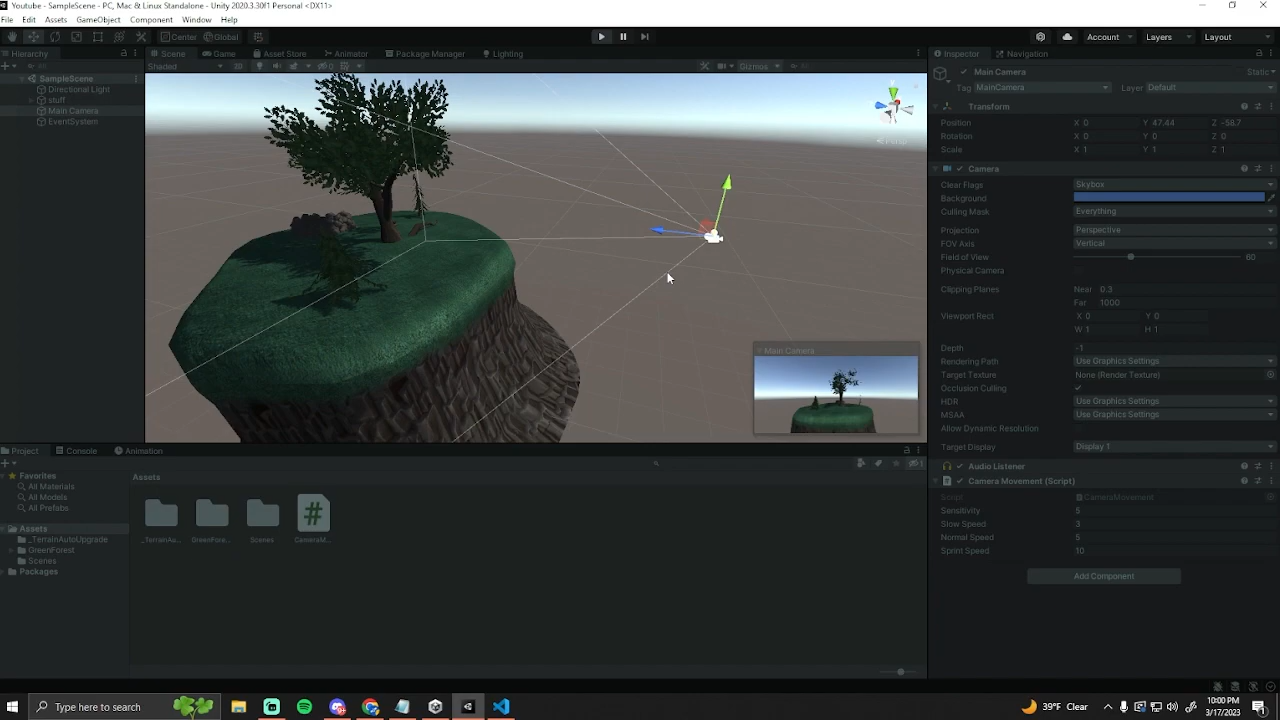 Youtube - SampleScene - PC, Mac & Linux Standalone - Unity 2020.3.30f1 Personal <DX11>
File Edit Assets GameObject Component Window Help
Center Global Account Layers Layout
Hierarchy
All
SampleScene
Directional Light
stuff
Main Camera
EventSystem
Scene Game Asset Store Animator Package Manager Lighting
Shaded 2D 0 Gizmos All
y
Persp
Main Camera
Inspector Navigation
Main Camera Static
Tag MainCamera Layer Default
Transform
Position X 0 Y 47.44 Z -58.7
Rotation X 0 Y 0 Z 0
Scale X 1 Y 1 Z 1
Camera
Clear Flags Skybox
Background
Culling Mask Everything
Projection Perspective
FOV Axis Vertical
Field of View 60
Physical Camera
Clipping Planes Near 0.3
Far 1000
Viewport Rect X 0 Y 0
W 1 H 1
Depth -1
Rendering Path Use Graphics Settings
Target Texture None (Render Texture)
Occlusion Culling
HDR Use Graphics Settings
MSAA Use Graphics Settings
Allow Dynamic Resolution
Target Display Display 1
Audio Listener
Camera Movement (Script)
Script CameraMovement
Sensitivity 5
Slow Speed 3
Normal Speed 5
Sprint Speed 10
Add Component
Project Console Animation
Favorites
All Materials
All Models
All Prefabs
Assets
_TerrainAutoUpgrade
GreenForest
Scenes
Packages
Assets
_TerrainAu... GreenFore... Scenes CameraM...
#
Type here to search
39°F Clear
10:00 PM
3/17/2023